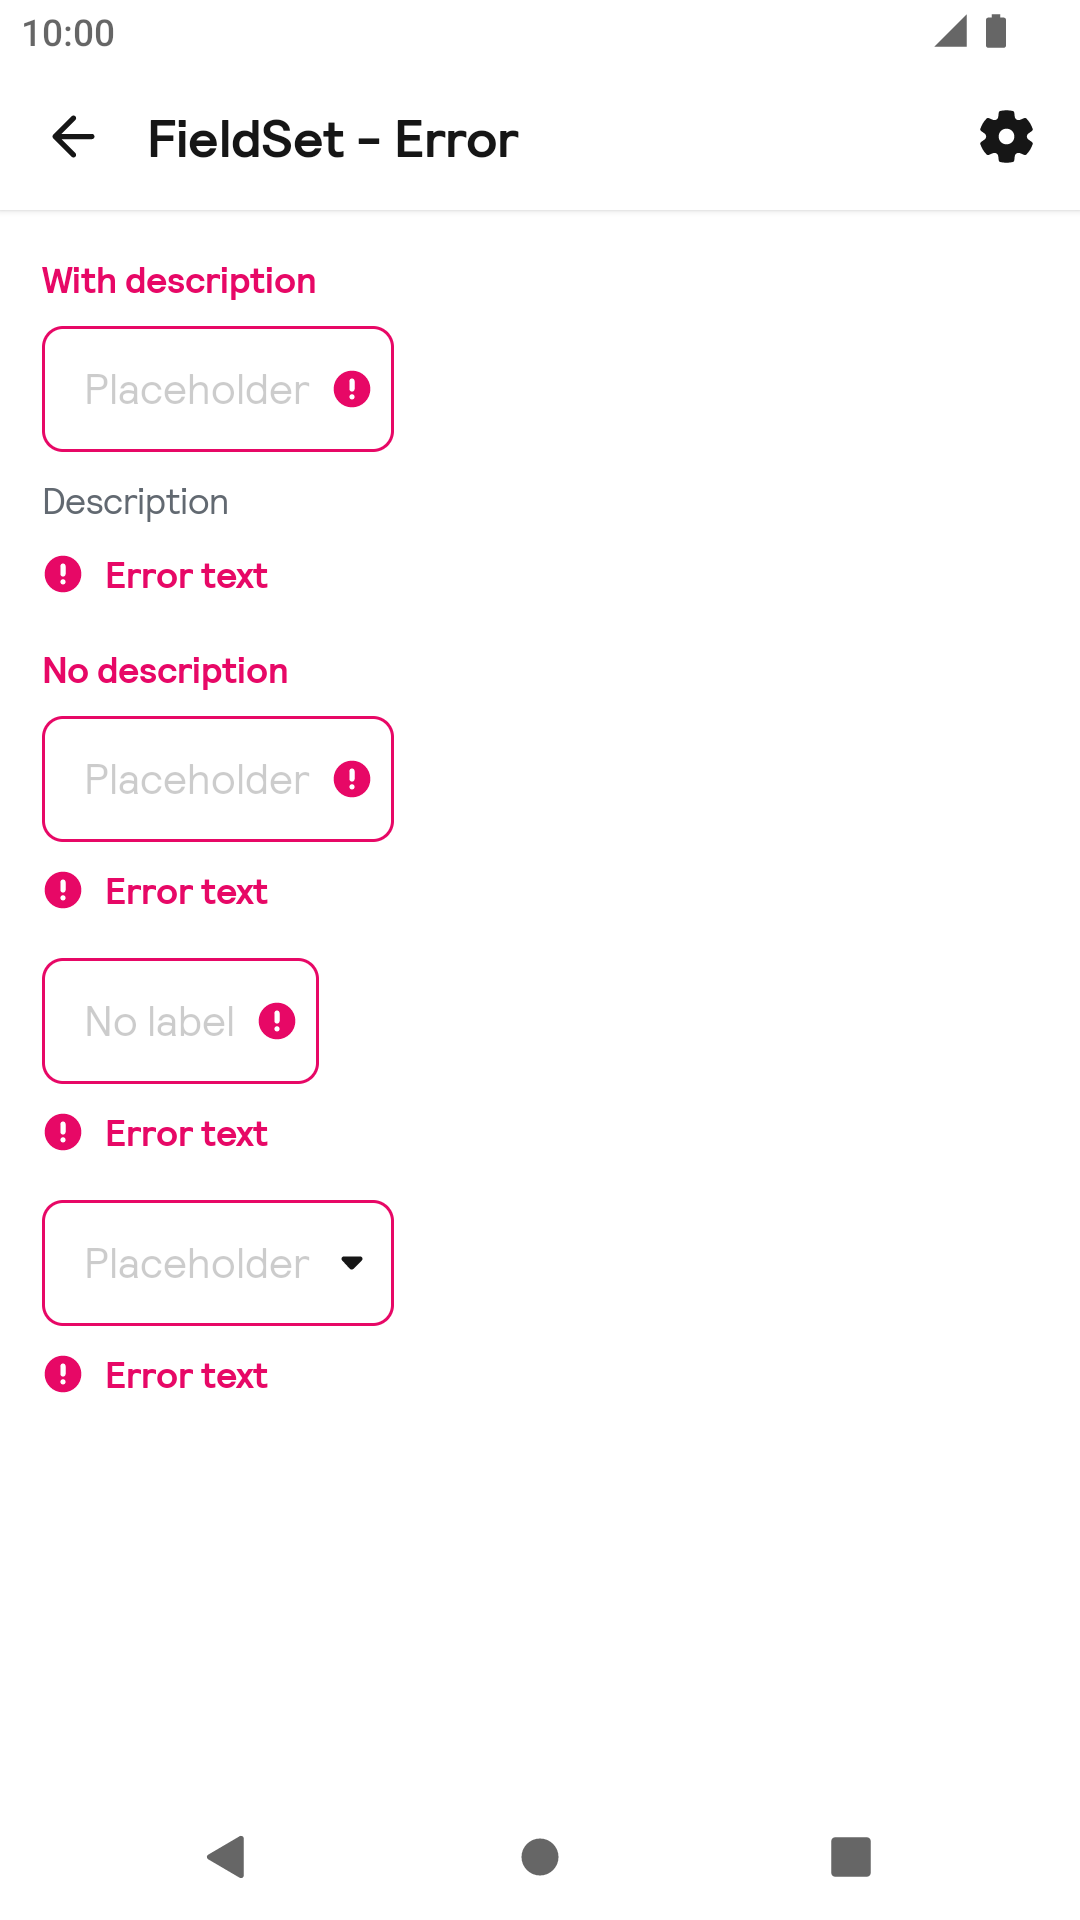 10:00
FieldSet - Error
With description
Placeholder
Description
Error text
No description
Placeholder
Error text
No label
Error text
Placeholder
Error text